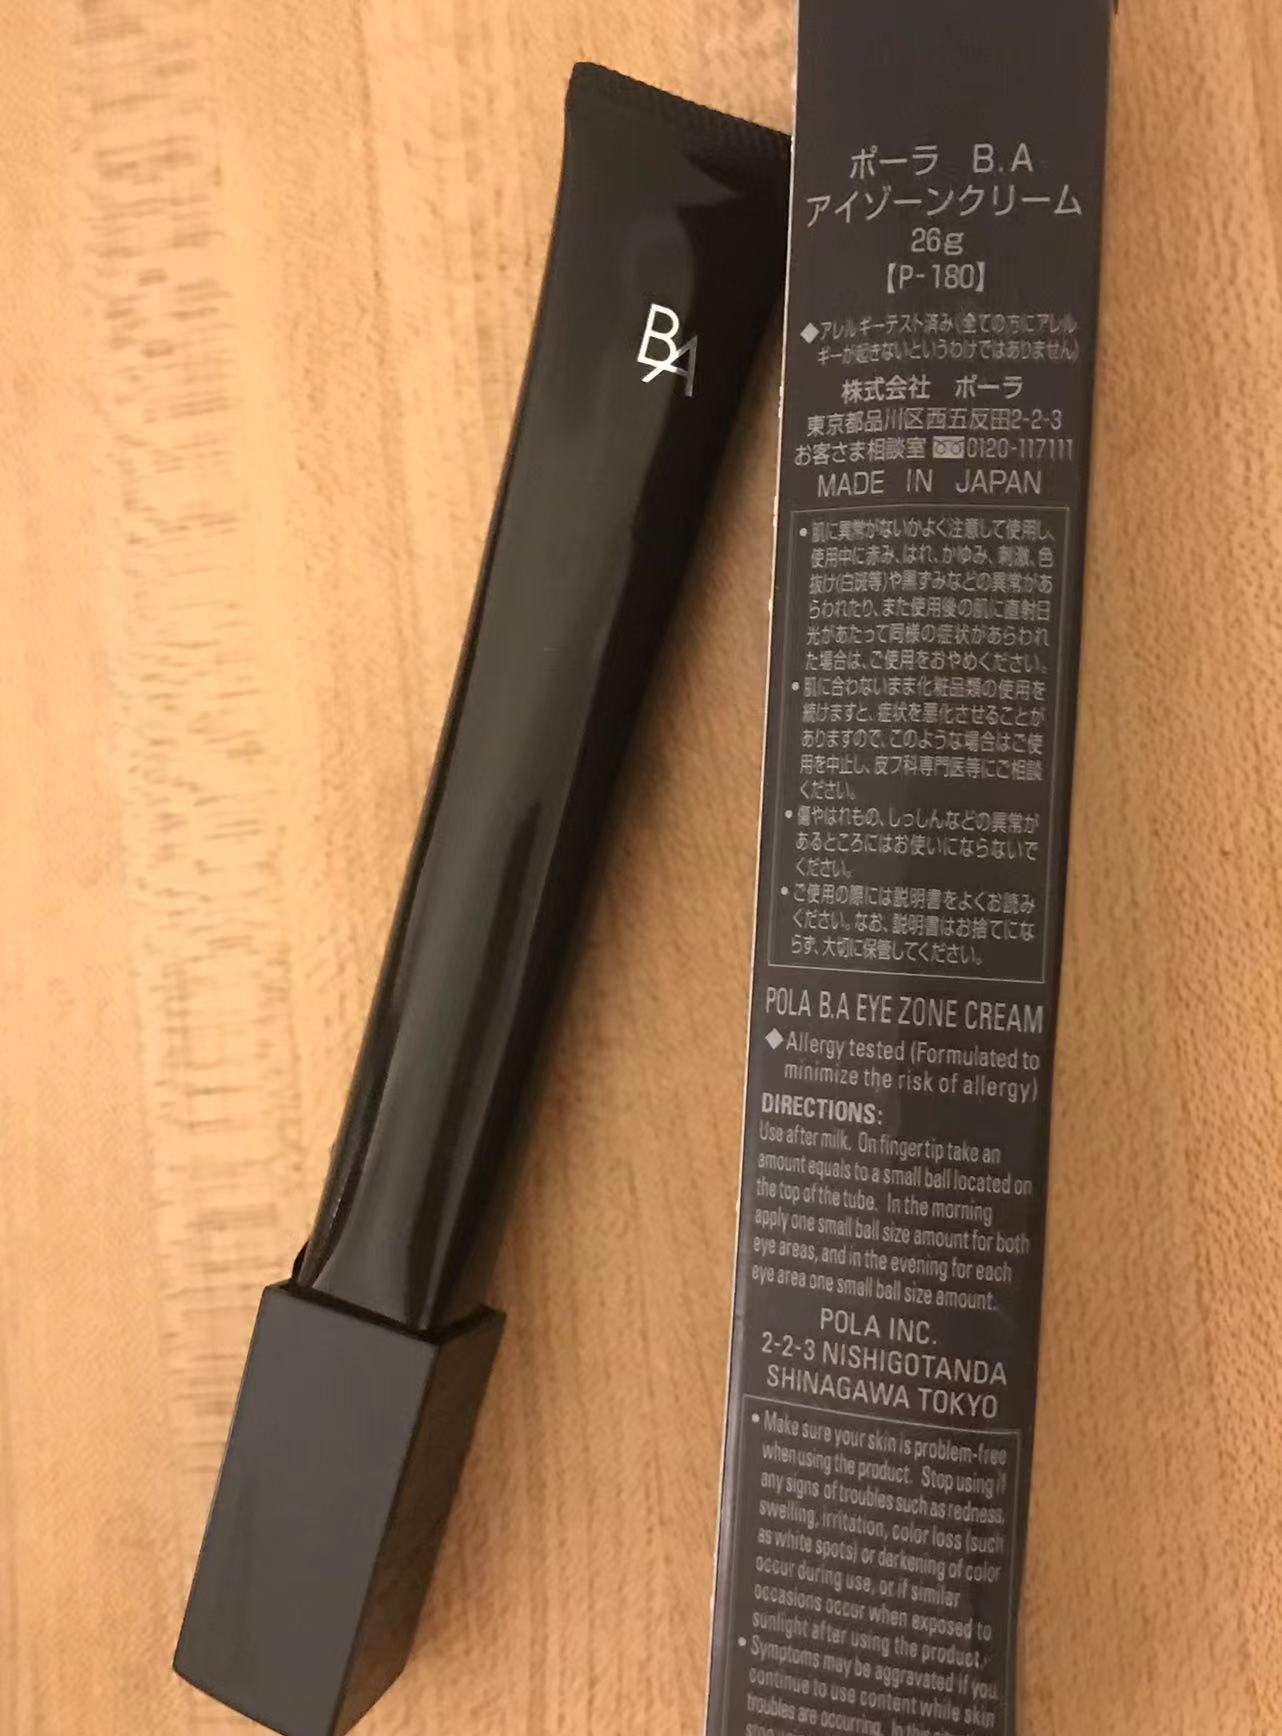 BA
ポーラ B.A
アイゾーンクリーム
26g
【P-180】
◆アレルギーテスト済み(全ての方にアレル
ギーが起きないというわけではありません)
株式会社 ポーラ
東京都品川区西五反田2-2-3
お客さま相談室 0120-117111
MADE IN JAPAN
•肌に異常がないかよく注意して使用し、
使用中に赤み、はれ、かゆみ、刺激、色
抜け(白斑等)や黒ずみなどの異常があ
らわれたり、また使用後の肌に直射日
光があたって同様の症状があらわれ
た場合は、ご使用をおやめください。
•肌に合わないまま化粧品類の使用を
続けますと、症状を悪化させることが
ありますので、このような場合はご使
用を中止し、皮フ科専門医等にご相談
ください。
•傷やはれもの、しっしんなどの異常が
あるところにはお使いにならないで
ください。
•ご使用の際には説明書をよくお読み
ください。なお、説明書はお捨てにな
らず、大切に保管してください。
POLA B.A EYE ZONE CREAM
◆Allergy tested (Formulated to
minimize the risk of allergy)
DIRECTIONS:
Use after milk. On fingertip take an
amount equals to a small ball located on
the top of the tube. In the morning
apply one small ball size amount for both
eye areas, and in the evening for each
eye area one small ball size amount.
POLA INC.
2-2-3 NISHIGOTANDA
SHINAGAWA TOKYO
•Make sure your skin is problem-free
when using the product. Stop using if
any signs of troubles such as redness,
swelling, irritation, color loss (such
as white spots) or darkening of color
occur during use, or if similar
occasions occur when exposed to
sunlight after using the product.
•Symptoms may be aggravated if you
continue to use content while skin
troubles are occurring. In this